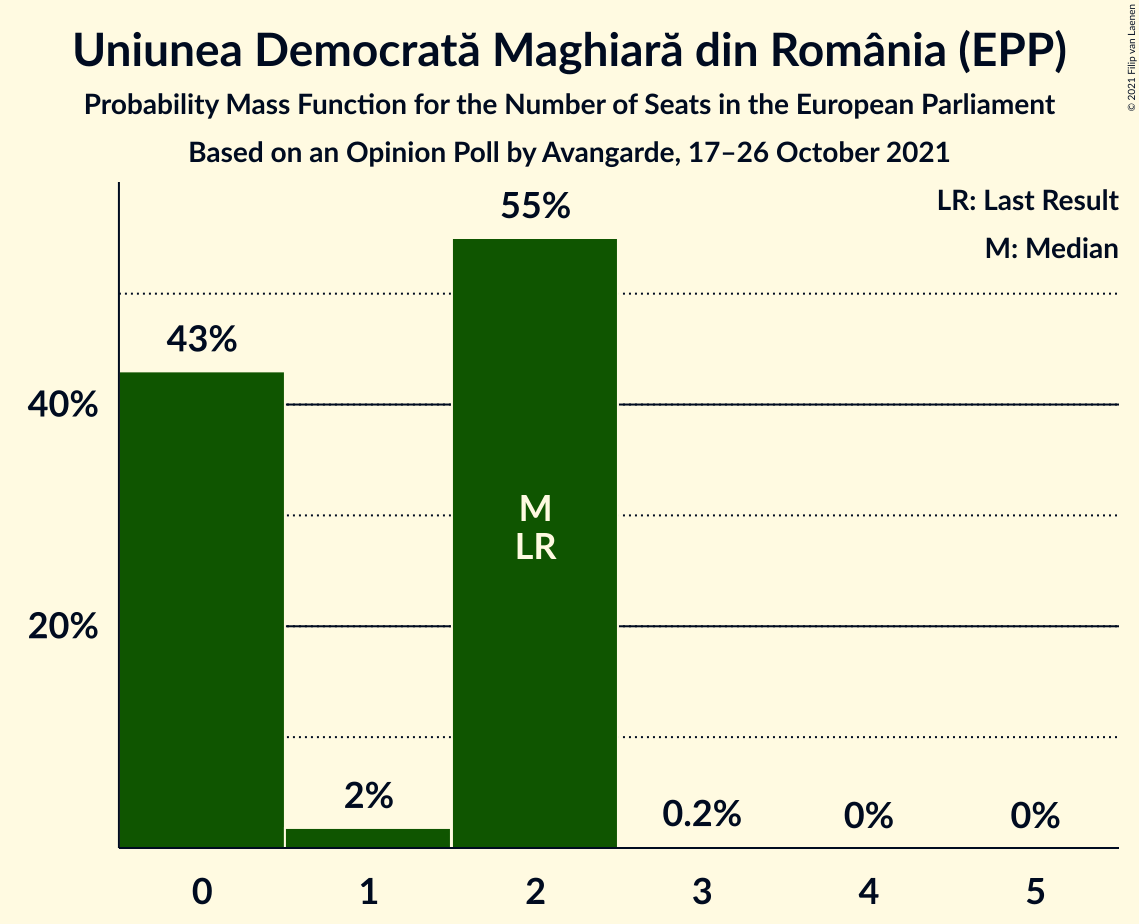 Uniunea Democrată Maghiară din România (EPP)
Probability Mass Function for the Number of Seats in the European Parliament
Based on an Opinion Poll by Avangarde, 17–26 October 2021
© 2021 Filip van Laenen
LR: Last Result
M: Median
55%
43%
40%
M
LR
20%
2%
0.2%
0%
0%
0
1
2
3
4
5